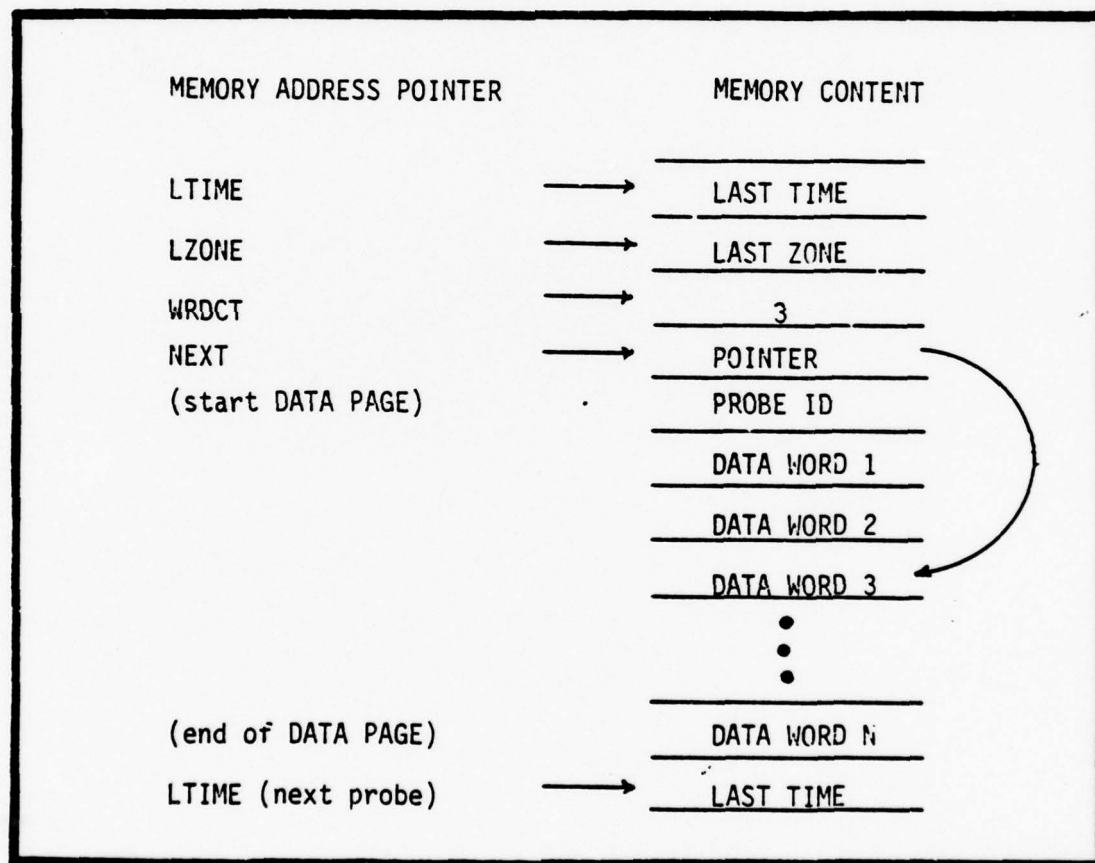 MEMORY ADDRESS POINTER MEMORY CONTENT
LTIME LAST TIME
LZONE LAST ZONE
WRDCT 3
NEXT POINTER
(start DATA PAGE) PROBE ID
DATA WORD 1
DATA WORD 2
DATA WORD 3
(end of DATA PAGE) DATA WORD N
LTIME (next probe) LAST TIME